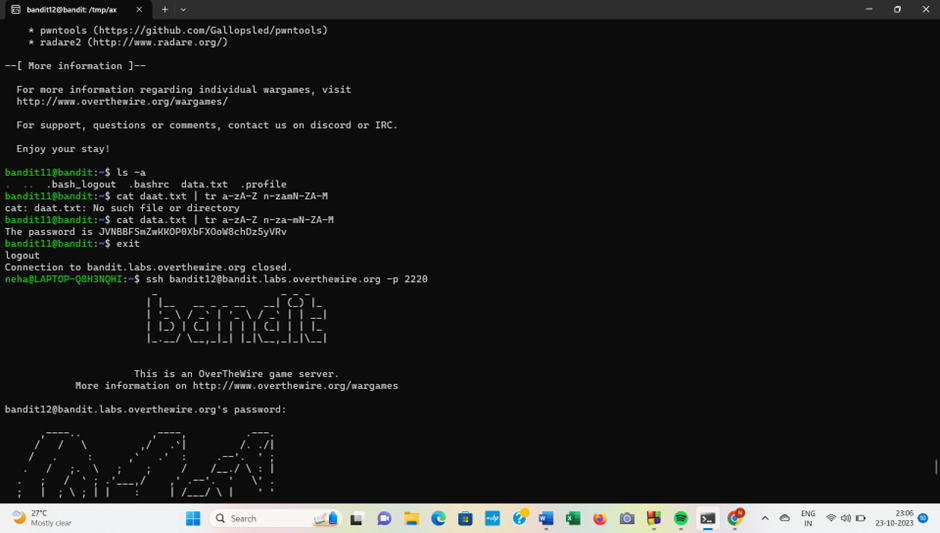 bandit12@bandit: /tmp/ax
* pwntools (https://github.com/Gallopsled/pwntools)
* radare2 (http://www.radare.org/)
--[ More information ]--
For more information regarding individual wargames, visit
http://www.overthewire.org/wargames/
For support, questions or comments, contact us on discord or IRC.
Enjoy your stay!
bandit11@bandit:~$ ls -a
.  ..  .bash_logout  .bashrc  data.txt  .profile
bandit11@bandit:~$ cat daat.txt | tr a-zA-Z n-zamN-ZA-M
cat: daat.txt: No such file or directory
bandit11@bandit:~$ cat data.txt | tr a-zA-Z n-za-mN-ZA-M
The password is JVNBBFSmZwKKOP0XbFXOoW8chDz5yVRv
bandit11@bandit:~$ exit
logout
Connection to bandit.labs.overthewire.org closed.
neha@LAPTOP-Q8H3NQHI:~$ ssh bandit12@bandit.labs.overthewire.org -p 2220
bandit
This is an OverTheWire game server.
More information on http://www.overthewire.org/wargames
bandit12@bandit.labs.overthewire.org's password:
27°C
Mostly clear
Search
ENG
IN
23:06
23-10-2023